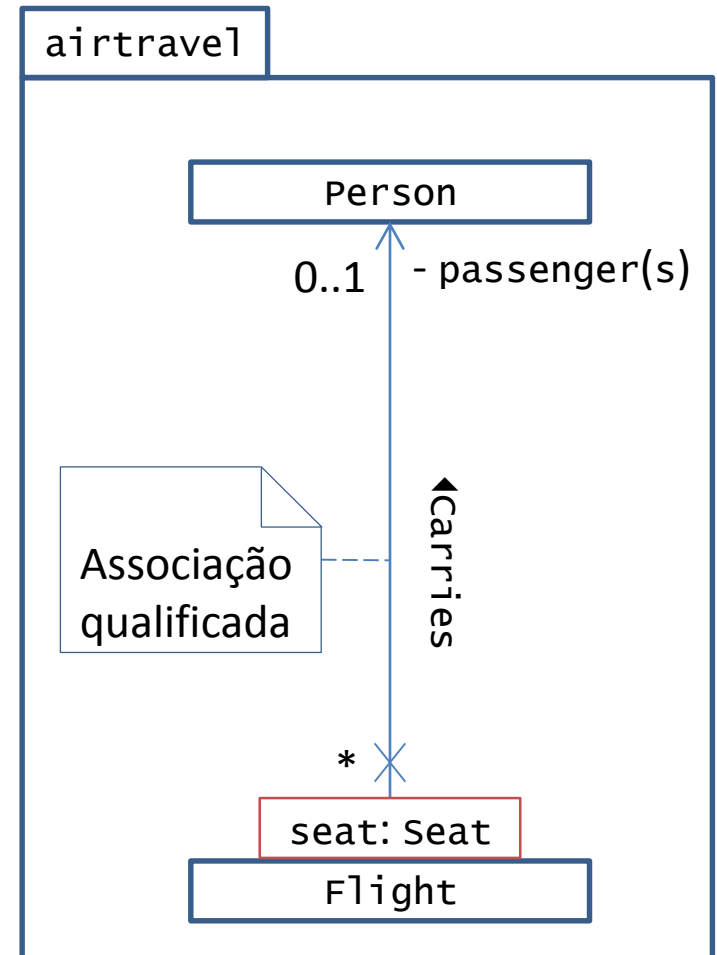 airtravel
Person
0..1
- passenger(s)
Associação
qualificada
◀Carries
*
seat: Seat
Flight